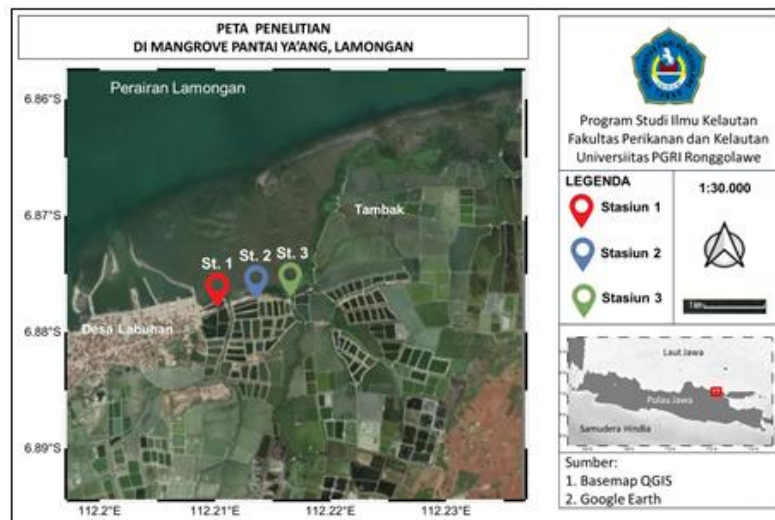 PETA PENELITIAN
DI MANGROVE PANTAI YA'ANG, LAMONGAN
6.86°S
6.87°S
6.88°S
6.89°S
Perairan Lamongan
Tambak
St. 1
St. 2
St. 3
Desa Labuhan
112.2°E
112.21°E
112.22°E
112.23°E
Program Studi Ilmu Kelautan
Fakultas Perikanan dan Kelautan
Universiitas PGRI Ronggolawe
LEGENDA
Stasiun 1
Stasiun 2
Stasiun 3
1:30.000
Laut Jawa
Pulau Jawa
Samudera Hindia
Sumber:
1. Basemap QGIS
2. Google Earth